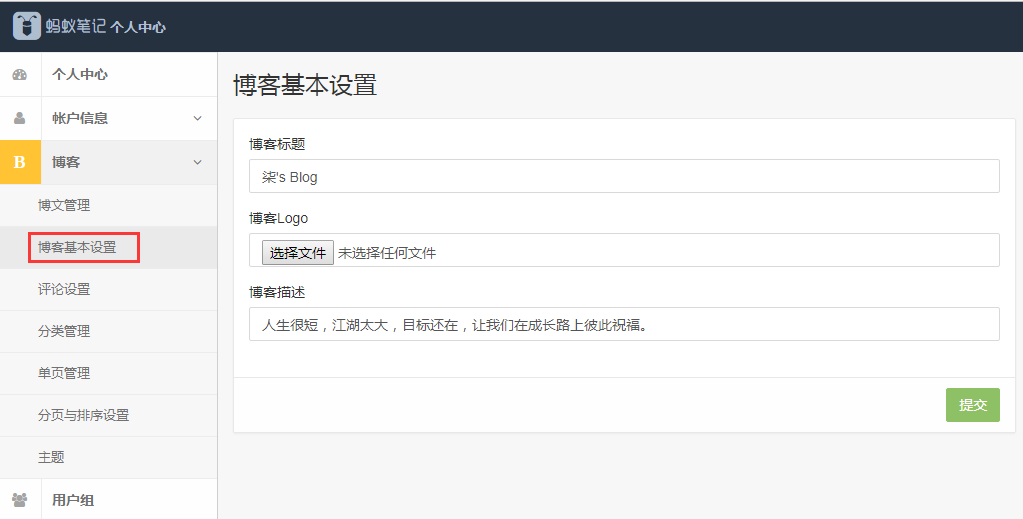 蚂蚁笔记 个人中心
个人中心
帐户信息
B 博客
博文管理
博客基本设置
评论设置
分类管理
单页管理
分页与排序设置
主题
用户组
博客基本设置
博客标题
柒's Blog
博客Logo
选择文件 未选择任何文件
博客描述
人生很短，江湖太大，目标还在，让我们在成长路上彼此祝福。
提交